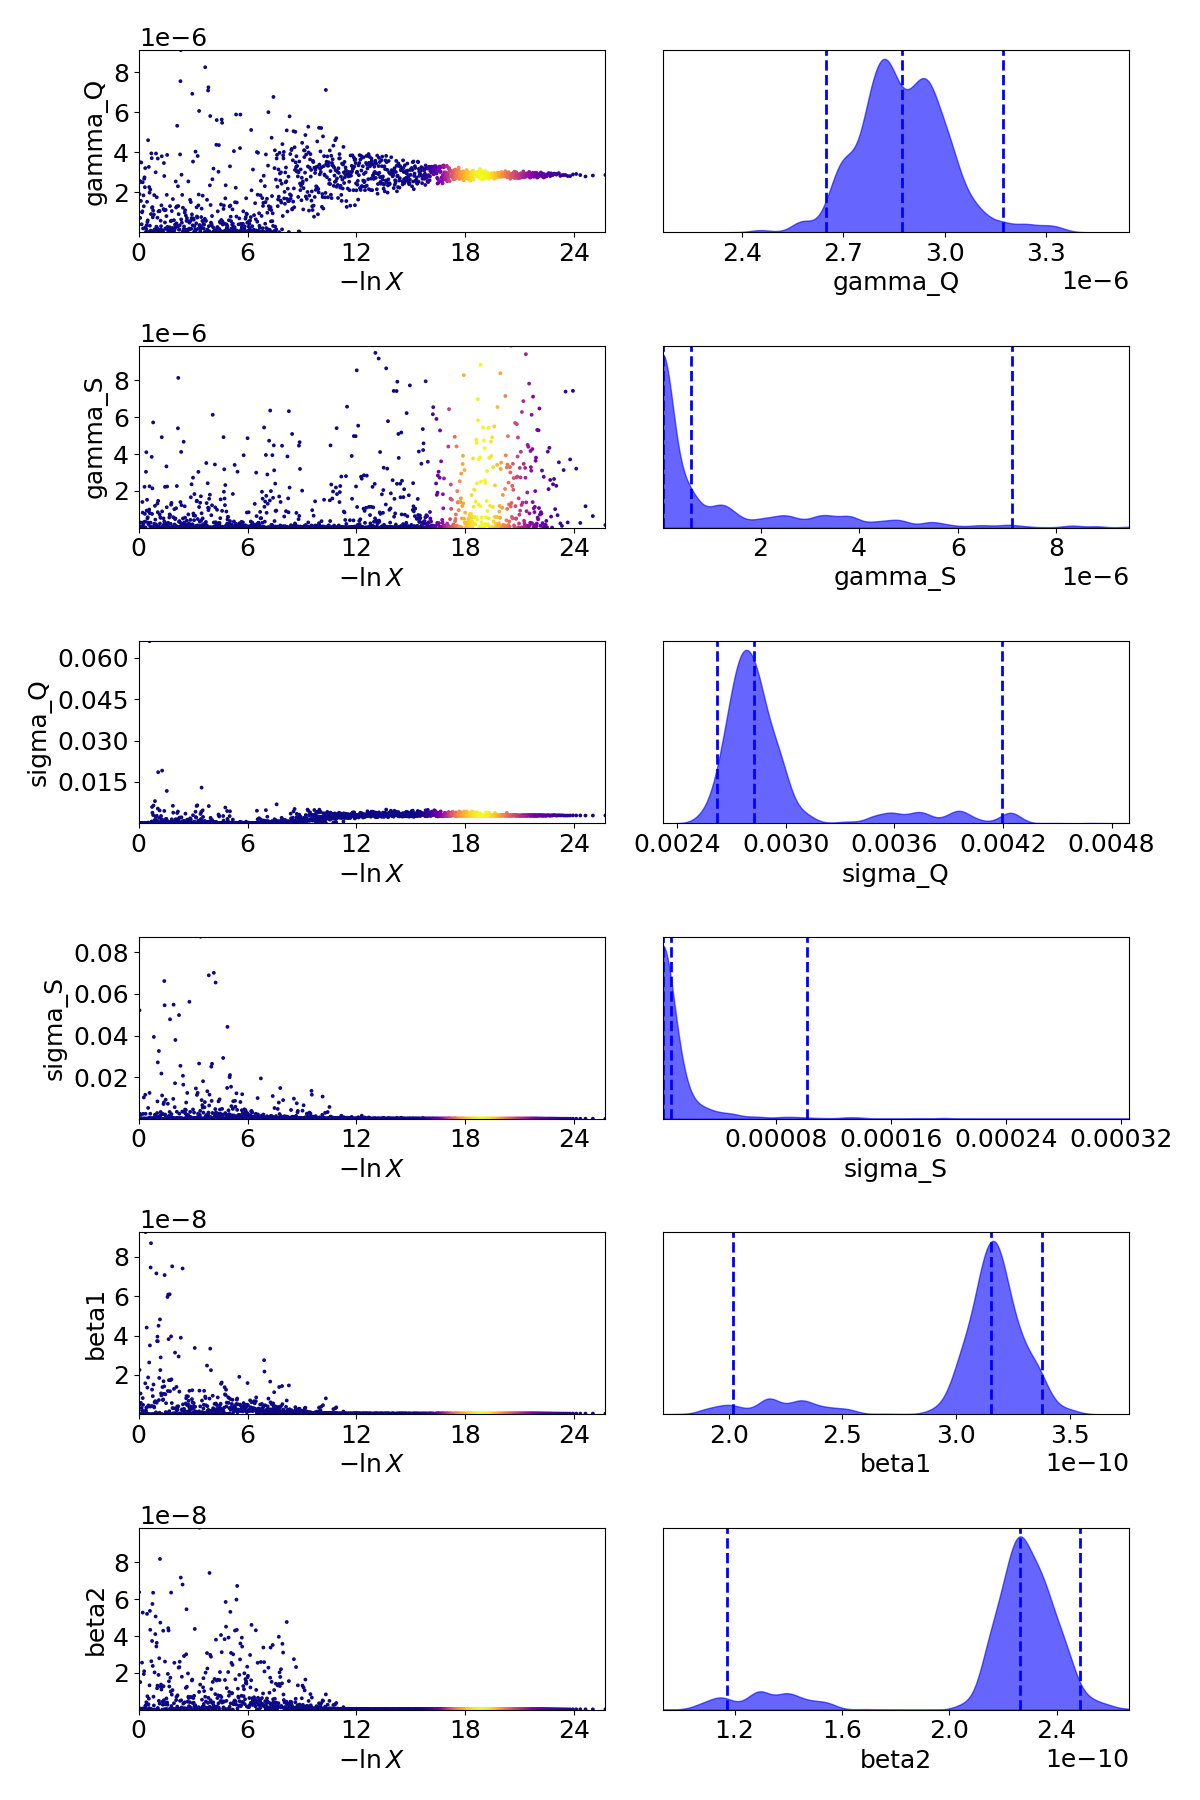 1e−6
gamma_Q
8
6
4
2
0 6 12 18 24
−ln X
2.4 2.7 3.0 3.3
gamma_Q
1e−6
1e−6
gamma_S
8
6
4
2
0 6 12 18 24
−ln X
2 4 6 8
gamma_S
1e−6
sigma_Q
0.060
0.045
0.030
0.015
0 6 12 18 24
−ln X
0.0024 0.0030 0.0036 0.0042 0.0048
sigma_Q
sigma_S
0.08
0.06
0.04
0.02
0 6 12 18 24
−ln X
0.00008 0.00016 0.00024 0.00032
sigma_S
1e−8
beta1
8
6
4
2
0 6 12 18 24
−ln X
2.0 2.5 3.0 3.5
beta1
1e−10
1e−8
beta2
8
6
4
2
0 6 12 18 24
−ln X
1.2 1.6 2.0 2.4
beta2
1e−10